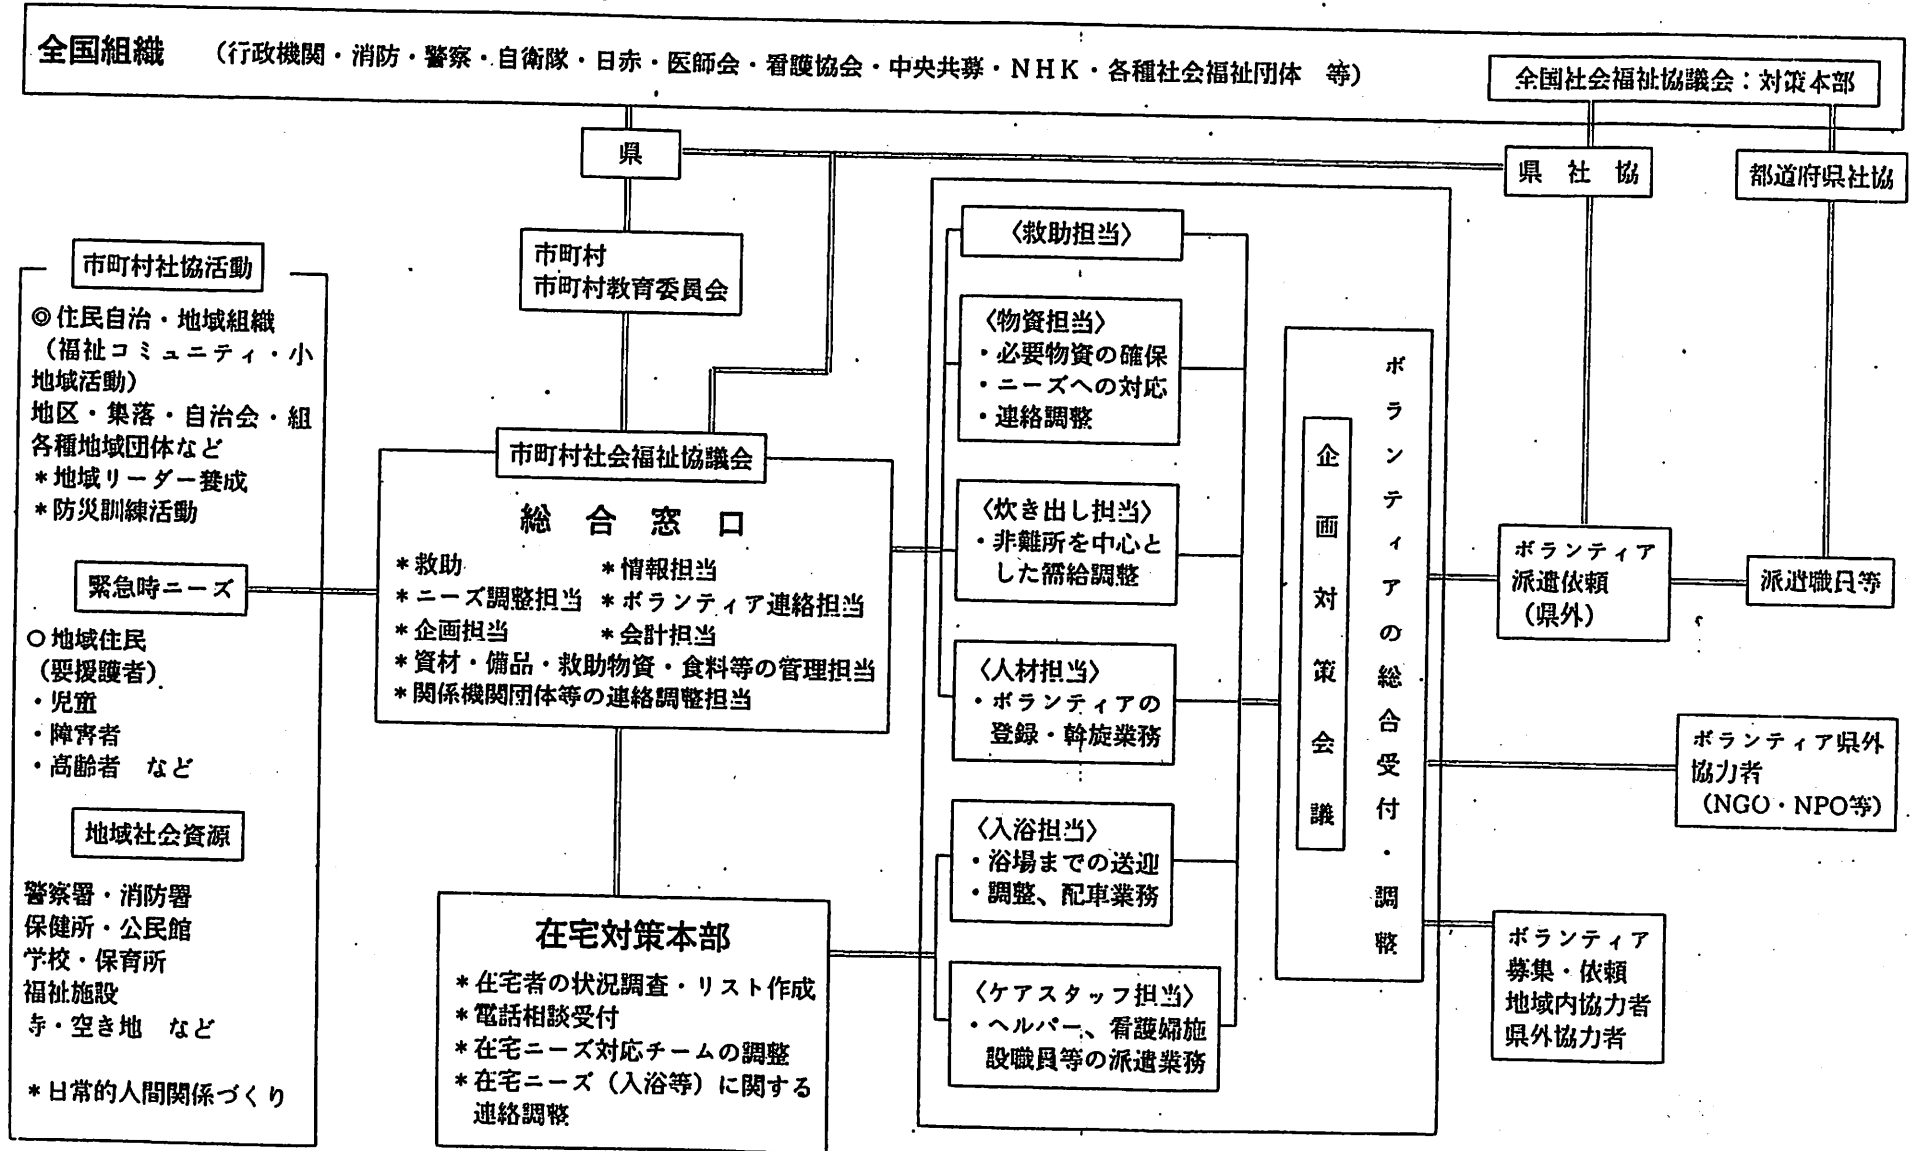 全国組織　（行政機関・消防・警察・自衛隊・日赤・医師会・看護協会・中央共募・NHK・各種社会福祉団体　等）
全国社会福祉協議会：対策本部
県
県　社　協
都道府県社協
市町村
市町村教育委員会
市町村社協活動
◎住民自治・地域組織
（福祉コミュニティ・小
地域活動）
地区・集落・自治会・組
各種地域団体など
＊地域リーダー養成
＊防災訓練活動
緊急時ニーズ
○地域住民
（要援護者）
・児童
・障害者
・高齢者　など
地域社会資源
警察署・消防署
保健所・公民館
学校・保育所
福祉施設
寺・空き地　など
＊日常的人間関係づくり
市町村社会福祉協議会
総　合　窓　口
＊救助　＊情報担当
＊ニーズ調整担当　＊ボランティア連絡担当
＊企画担当　＊会計担当
＊資材・備品・救助物資・食料等の管理担当
＊関係機関団体等の連絡調整担当
在宅対策本部
＊在宅者の状況調査・リスト作成
＊電話相談受付
＊在宅ニーズ対応チームの調整
＊在宅ニーズ（入浴等）に関する
連絡調整
〈救助担当〉
〈物資担当〉
・必要物資の確保
・ニーズへの対応
・連絡調整
〈炊き出し担当〉
・非難所を中心と
した需給調整
〈人材担当〉
・ボランティアの
登録・斡旋業務
〈入浴担当〉
・浴場までの送迎
・調整、配車業務
〈ケアスタッフ担当〉
・ヘルパー、看護婦施
設職員等の派遣業務
ボランティアの総合受付・調整
企画対策会議
ボランティア
派遣依頼
（県外）
派遣職員等
ボランティア県外
協力者
（NGO・NPO等）
ボランティア
募集・依頼
地域内協力者
県外協力者